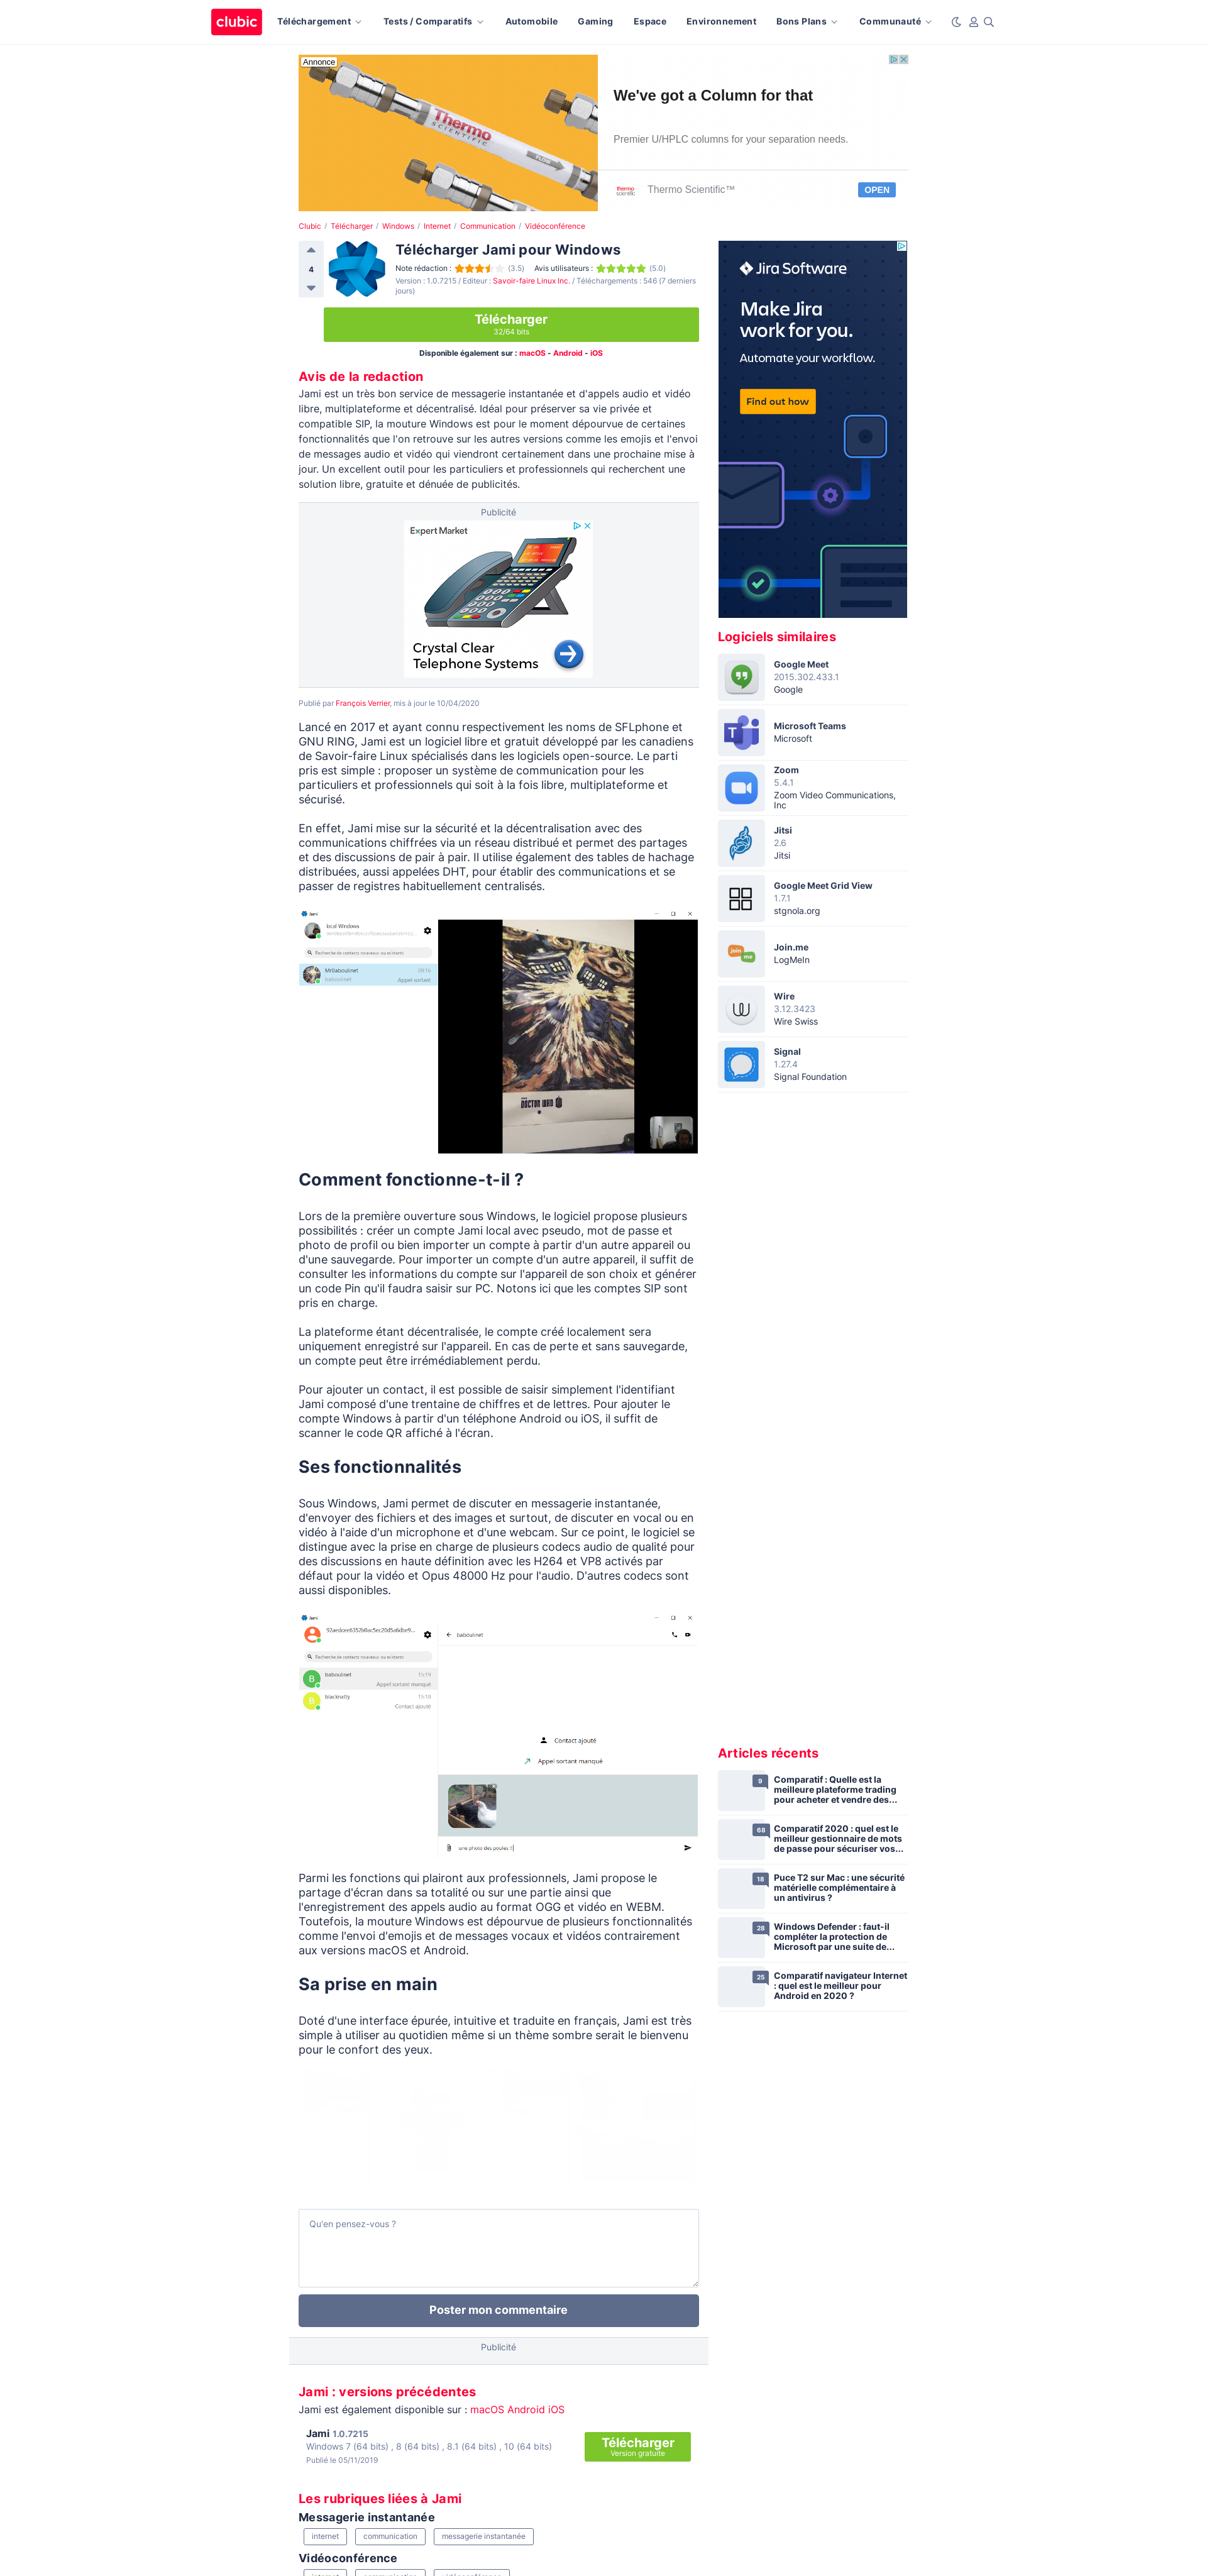 clubic
Téléchargement
Tests / Comparatifs
Automobile
Gaming
Espace
Environnement
Bons Plans
Communauté
Annonce
Thermo
SCIENTIFIC
FLOW
We've got a Column for that
Premier U/HPLC columns for your separation needs.
thermo
scientific
Thermo Scientific™
OPEN
Clubic / Télécharger / Windows / Internet / Communication / Vidéoconférence
4
Télécharger Jami pour Windows
Note rédaction : (3.5) Avis utilisateurs : (5.0)
Version : 1.0.7215 / Editeur : Savoir-faire Linux Inc. / Téléchargements : 546 (7 derniers
jours)
Télécharger
32/64 bits
Disponible également sur : macOS - Android - iOS
Avis de la redaction
Jami est un très bon service de messagerie instantanée et d'appels audio et vidéo
libre, multiplateforme et décentralisé. Idéal pour préserver sa vie privée et
compatible SIP, la mouture Windows est pour le moment dépourvue de certaines
fonctionnalités que l'on retrouve sur les autres versions comme les emojis et l'envoi
de messages audio et vidéo qui viendront certainement dans une prochaine mise à
jour. Un excellent outil pour les particuliers et professionnels qui recherchent une
solution libre, gratuite et dénuée de publicités.
Publicité
Expert Market
Crystal Clear
Telephone Systems
Publié par François Verrier, mis à jour le 10/04/2020
Lancé en 2017 et ayant connu respectivement les noms de SFLphone et
GNU RING, Jami est un logiciel libre et gratuit développé par les canadiens
de Savoir-faire Linux spécialisés dans les logiciels open-source. Le parti
pris est simple : proposer un système de communication pour les
particuliers et professionnels qui soit à la fois libre, multiplateforme et
sécurisé.
En effet, Jami mise sur la sécurité et la décentralisation avec des
communications chiffrées via un réseau distribué et permet des partages
et des discussions de pair à pair. Il utilise également des tables de hachage
distribuées, aussi appelées DHT, pour établir des communications et se
passer de registres habituellement centralisés.
Jami
local Windows
Recherche de contacts nouveaux ou existants
Mrllaboulinet
baboulinet
Appel sortant
DOCTOR WHO
Comment fonctionne-t-il ?
Lors de la première ouverture sous Windows, le logiciel propose plusieurs
possibilités : créer un compte Jami local avec pseudo, mot de passe et
photo de profil ou bien importer un compte à partir d'un autre appareil ou
d'une sauvegarde. Pour importer un compte d'un autre appareil, il suffit de
consulter les informations du compte sur l'appareil de son choix et générer
un code Pin qu'il faudra saisir sur PC. Notons ici que les comptes SIP sont
pris en charge.
La plateforme étant décentralisée, le compte créé localement sera
uniquement enregistré sur l'appareil. En cas de perte et sans sauvegarde,
un compte peut être irrémédiablement perdu.
Pour ajouter un contact, il est possible de saisir simplement l'identifiant
Jami composé d'une trentaine de chiffres et de lettres. Pour ajouter le
compte Windows à partir d'un téléphone Android ou iOS, il suffit de
scanner le code QR affiché à l'écran.
Ses fonctionnalités
Sous Windows, Jami permet de discuter en messagerie instantanée,
d'envoyer des fichiers et des images et surtout, de discuter en vocal ou en
vidéo à l'aide d'un microphone et d'une webcam. Sur ce point, le logiciel se
distingue avec la prise en charge de plusieurs codecs audio de qualité pour
des discussions en haute définition avec les H264 et VP8 activés par
défaut pour la vidéo et Opus 48000 Hz pour l'audio. D'autres codecs sont
aussi disponibles.
Jami
baboulinet
Recherche de contacts nouveaux ou existants
B
baboulinet
15:19
Appel sortant manqué
B
blacknally
15:18
Contact ajouté
Contact ajouté
Appel sortant manqué
une photo des poules !!
Parmi les fonctions qui plairont aux professionnels, Jami propose le
partage d'écran dans sa totalité ou sur une partie ainsi que
l'enregistrement des appels audio au format OGG et vidéo en WEBM.
Toutefois, la mouture Windows est dépourvue de plusieurs fonctionnalités
comme l'envoi d'emojis et de messages vocaux et vidéos contrairement
aux versions macOS et Android.
Sa prise en main
Doté d'une interface épurée, intuitive et traduite en français, Jami est très
simple à utiliser au quotidien même si un thème sombre serait le bienvenu
pour le confort des yeux.
Qu'en pensez-vous ?
Poster mon commentaire
Publicité
Jami : versions précédentes
Jami est également disponible sur : macOS Android iOS
Jami 1.0.7215
Windows 7 (64 bits) , 8 (64 bits) , 8.1 (64 bits) , 10 (64 bits)
Publié le 05/11/2019
Télécharger
Version gratuite
Les rubriques liées à Jami
Messagerie instantanée
internet
communication
messagerie instantanée
Vidéoconférence
Jira Software
Make Jira
work for you.
Automate your workflow.
Find out how
Logiciels similaires
Google Meet
2015.302.433.1
Google
Microsoft Teams
Microsoft
Zoom
5.4.1
Zoom Video Communications,
Inc
Jitsi
2.6
Jitsi
Google Meet Grid View
1.7.1
stgnola.org
join
me
Join.me
LogMeIn
Wire
3.12.3423
Wire Swiss
Signal
1.27.4
Signal Foundation
Articles récents
9
Comparatif : Quelle est la
meilleure plateforme trading
pour acheter et vendre des...
68
Comparatif 2020 : quel est le
meilleur gestionnaire de mots
de passe pour sécuriser vos...
18
Puce T2 sur Mac : une sécurité
matérielle complémentaire à
un antivirus ?
28
Windows Defender : faut-il
compléter la protection de
Microsoft par une suite de...
25
Comparatif navigateur Internet
: quel est le meilleur pour
Android en 2020 ?